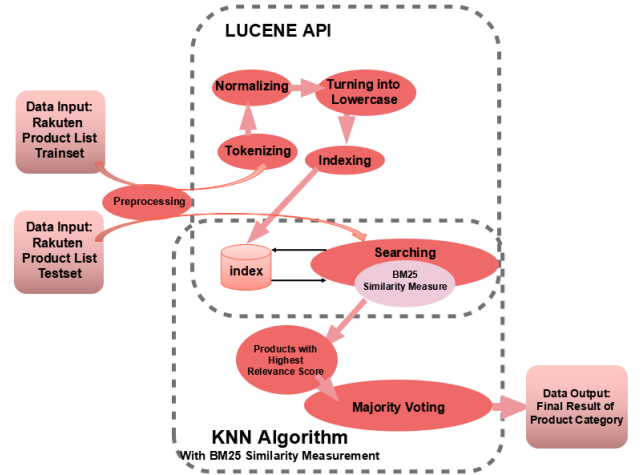 LUCENE API
Normalizing
Turning into
Lowercase
Data Input:
Rakuten
Product List
Trainset
Tokenizing
Indexing
Preprocessing
Data Input:
Rakuten
Product List
Testset
index
Searching
BM25
Similarity Measure
Products with
Highest
Relevance Score
Majority Voting
Data Output:
Final Result of
Product Category
KNN Algorithm
With BM25 Similarity Measurement